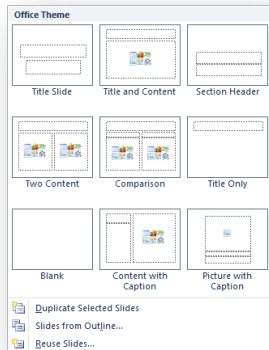 Office Theme
Title Slide
Title and Content
Section Header
Two Content
Comparison
Title Only
Blank
Content with
Caption
Picture with
Caption
Duplicate Selected Slides
Slides from Outline...
Reuse Slides...